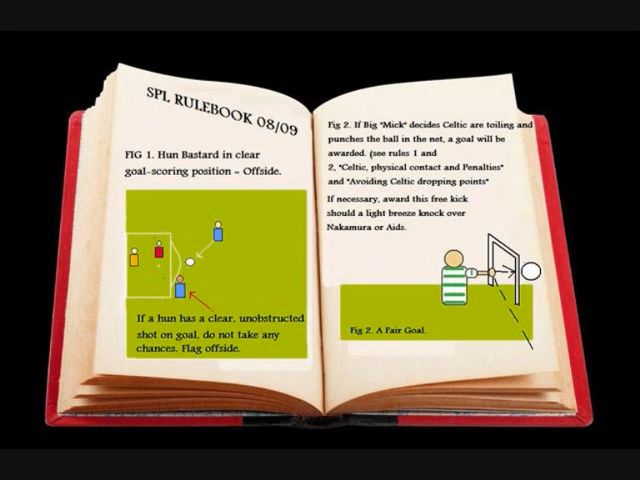 SPL RULEBOOK 08/09
FIG 1. Hun Bastard in clear
goal-scoring position - Offside.
If a hun has a clear, unobstructed
shot on goal, do not take any
chances. Flag offside.
Fig 2. If Big "Mick" decides Celtic are toiling and
punches the ball in the net, a goal will be
awarded. (see rules 1 and
2, "Celtic, physical contact and Penalties"
and "Avoiding Celtic dropping points"
If necessary, award this free kick
should a light breeze knock over
Nakamura or Aids.
Fig 2. A Fair Goal.